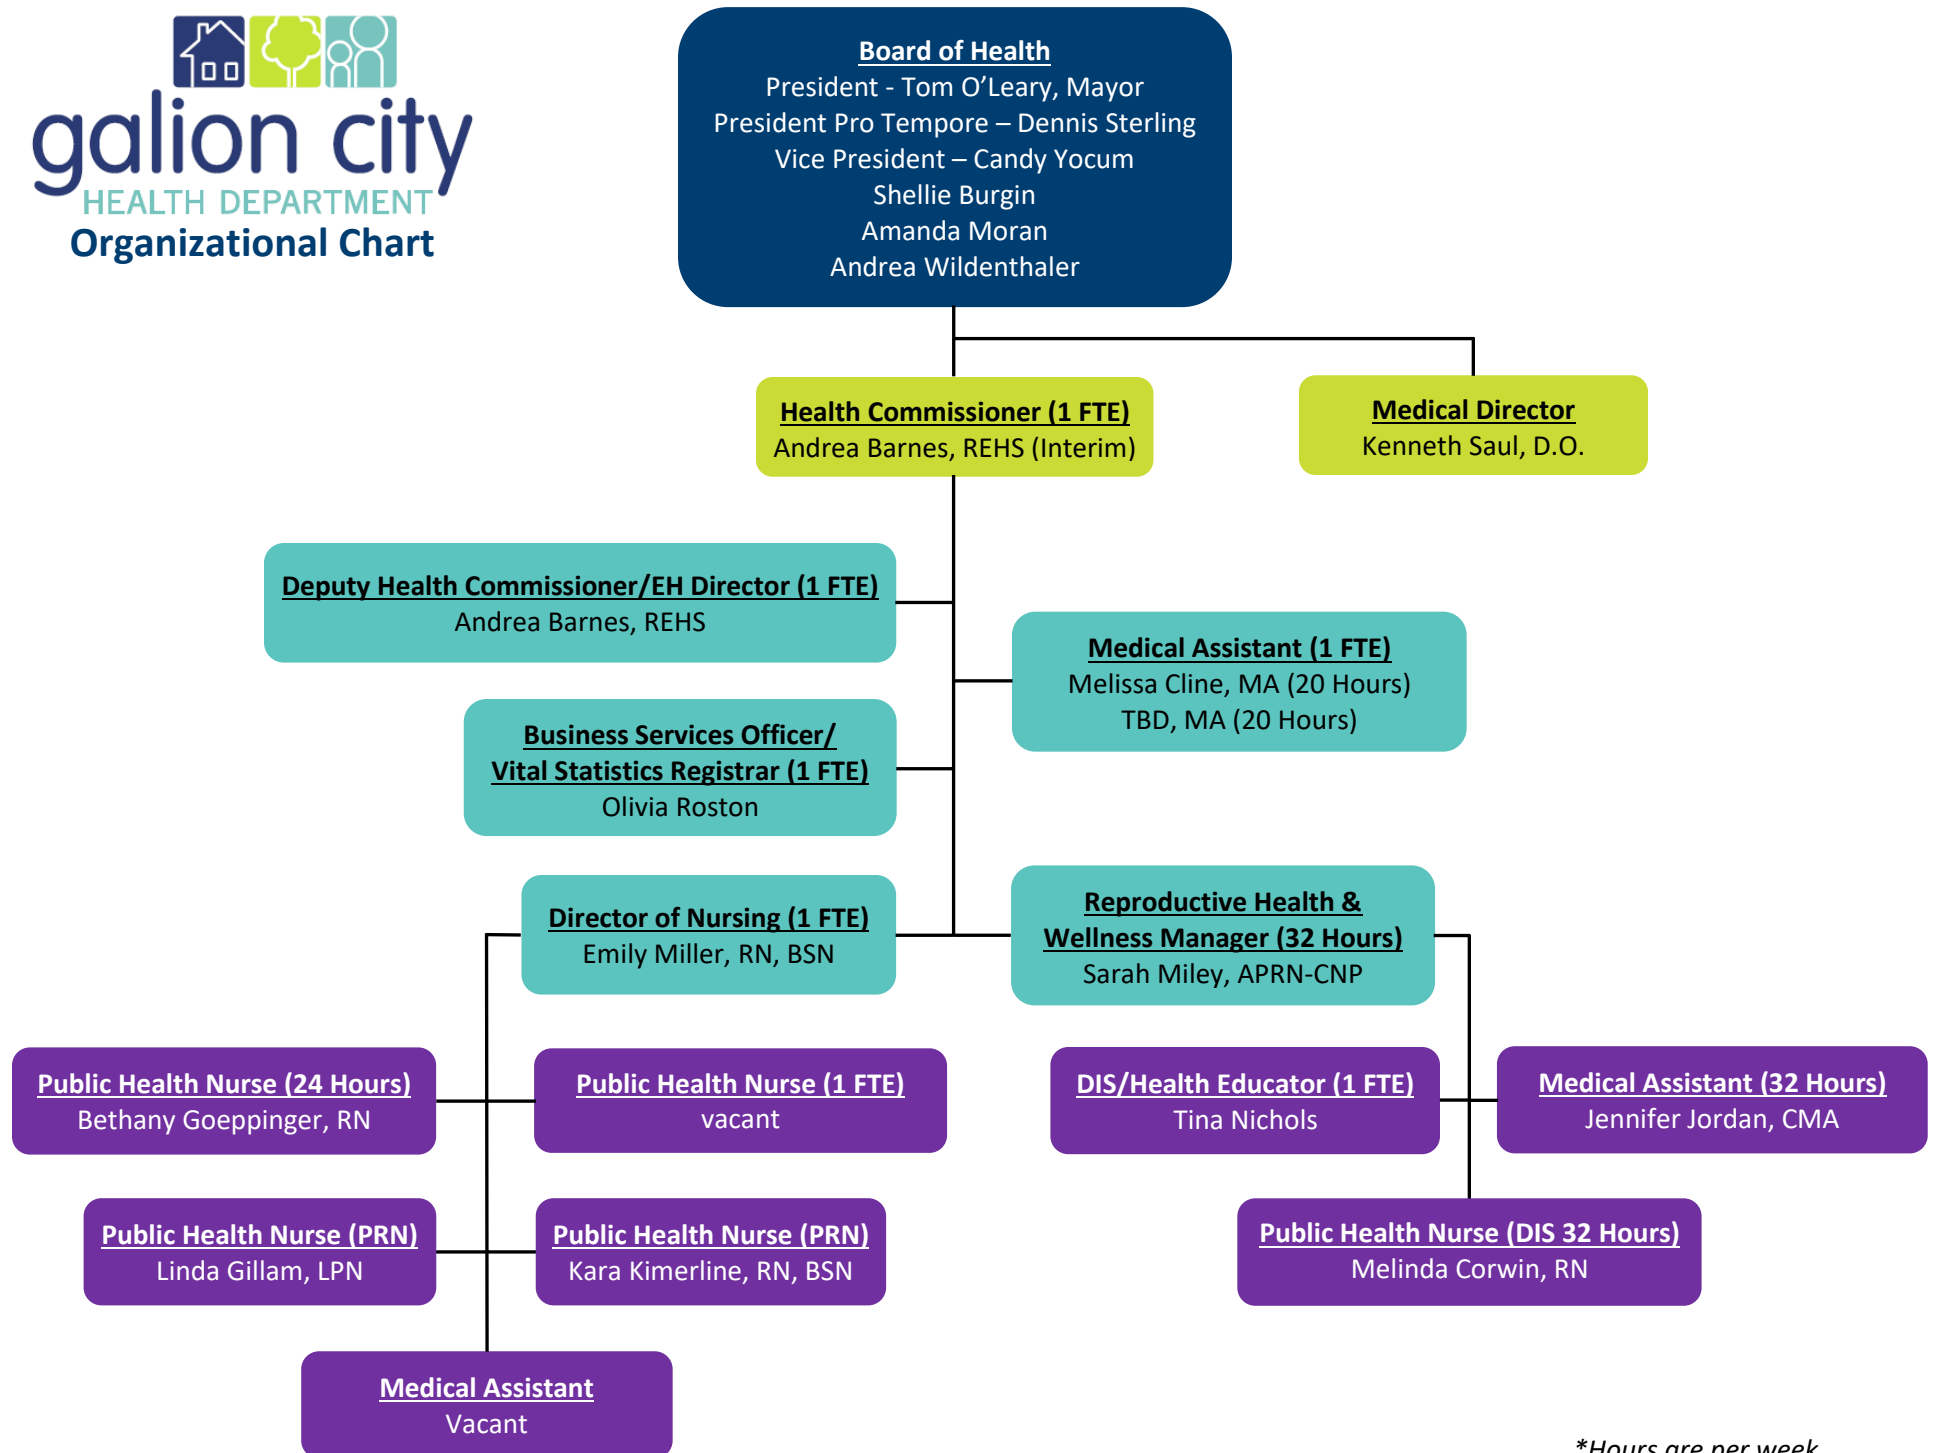 galion city
HEALTH DEPARTMENT
Organizational Chart
Board of Health
President - Tom O’Leary, Mayor
President Pro Tempore – Dennis Sterling
Vice President – Candy Yocum
Shellie Burgin
Amanda Moran
Andrea Wildenthaler
Health Commissioner (1 FTE)
Andrea Barnes, REHS (Interim)
Medical Director
Kenneth Saul, D.O.
Deputy Health Commissioner/EH Director (1 FTE)
Andrea Barnes, REHS
Medical Assistant (1 FTE)
Melissa Cline, MA (20 Hours)
TBD, MA (20 Hours)
Business Services Officer/
Vital Statistics Registrar (1 FTE)
Olivia Roston
Director of Nursing (1 FTE)
Emily Miller, RN, BSN
Reproductive Health &
Wellness Manager (32 Hours)
Sarah Miley, APRN-CNP
Public Health Nurse (24 Hours)
Bethany Goeppinger, RN
Public Health Nurse (1 FTE)
vacant
DIS/Health Educator (1 FTE)
Tina Nichols
Medical Assistant (32 Hours)
Jennifer Jordan, CMA
Public Health Nurse (PRN)
Linda Gillam, LPN
Public Health Nurse (PRN)
Kara Kimerline, RN, BSN
Public Health Nurse (DIS 32 Hours)
Melinda Corwin, RN
Medical Assistant
Vacant
*Hours are per week